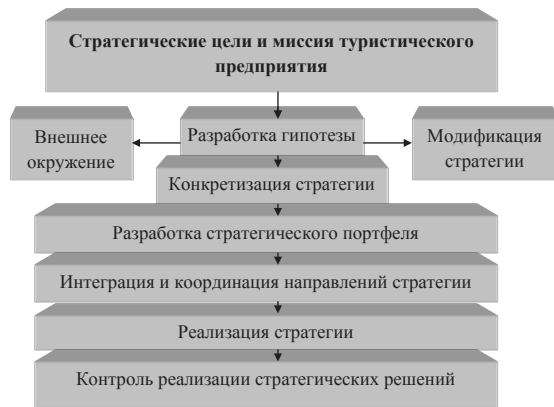 Стратегические цели и миссия туристического
предприятия
Внешнее
окружение
Разработка гипотезы
Модификация
стратегии
Конкретизация стратегии
Разработка стратегического портфеля
Интеграция и координация направлений стратегии
Реализация стратегии
Контроль реализации стратегических решений